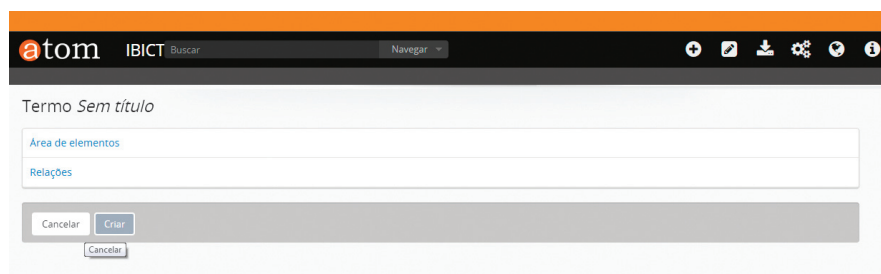 atom IBICT Buscar Navegar
Termo Sem título
Área de elementos
Relações
Cancelar Criar
Cancelar